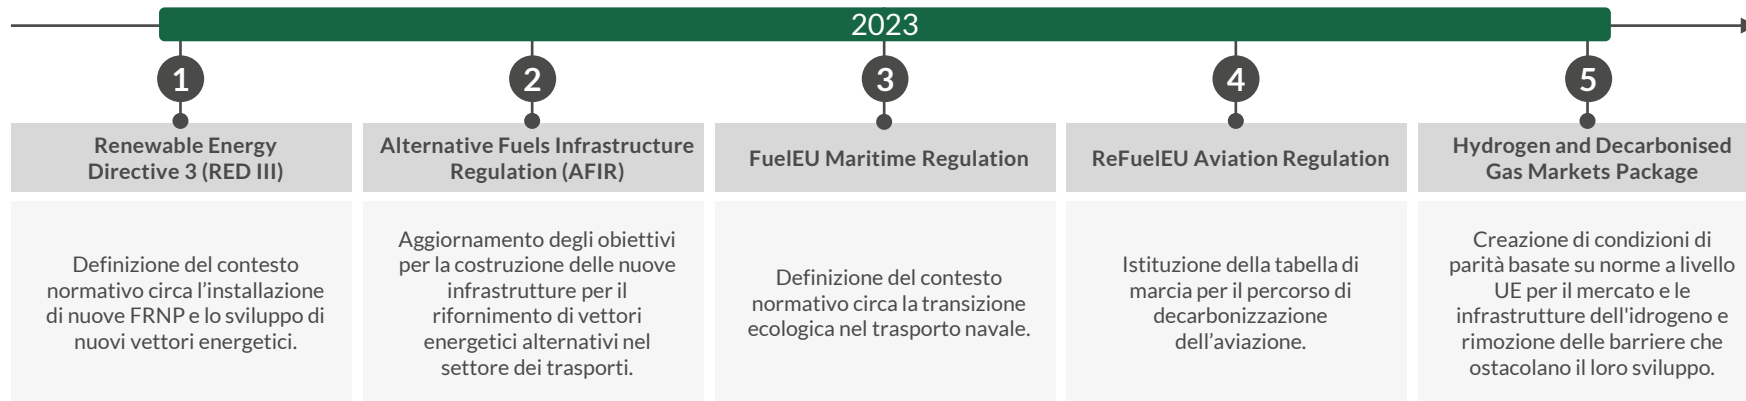 2023
1
2
3
4
5
Renewable Energy
Directive 3 (RED III)
Definizione del contesto
normativo circa l’installazione
di nuove FRNP e lo sviluppo di
nuovi vettori energetici.
Alternative Fuels Infrastructure
Regulation (AFIR)
Aggiornamento degli obiettivi
per la costruzione delle nuove
infrastrutture per il
rifornimento di vettori
energetici alternativi nel
settore dei trasporti.
FuelEU Maritime Regulation
Definizione del contesto
normativo circa la transizione
ecologica nel trasporto navale.
ReFuelEU Aviation Regulation
Istituzione della tabella di
marcia per il percorso di
decarbonizzazione
dell’aviazione.
Hydrogen and Decarbonised
Gas Markets Package
Creazione di condizioni di
parità basate su norme a livello
UE per il mercato e le
infrastrutture dell'idrogeno e
rimozione delle barriere che
ostacolano il loro sviluppo.